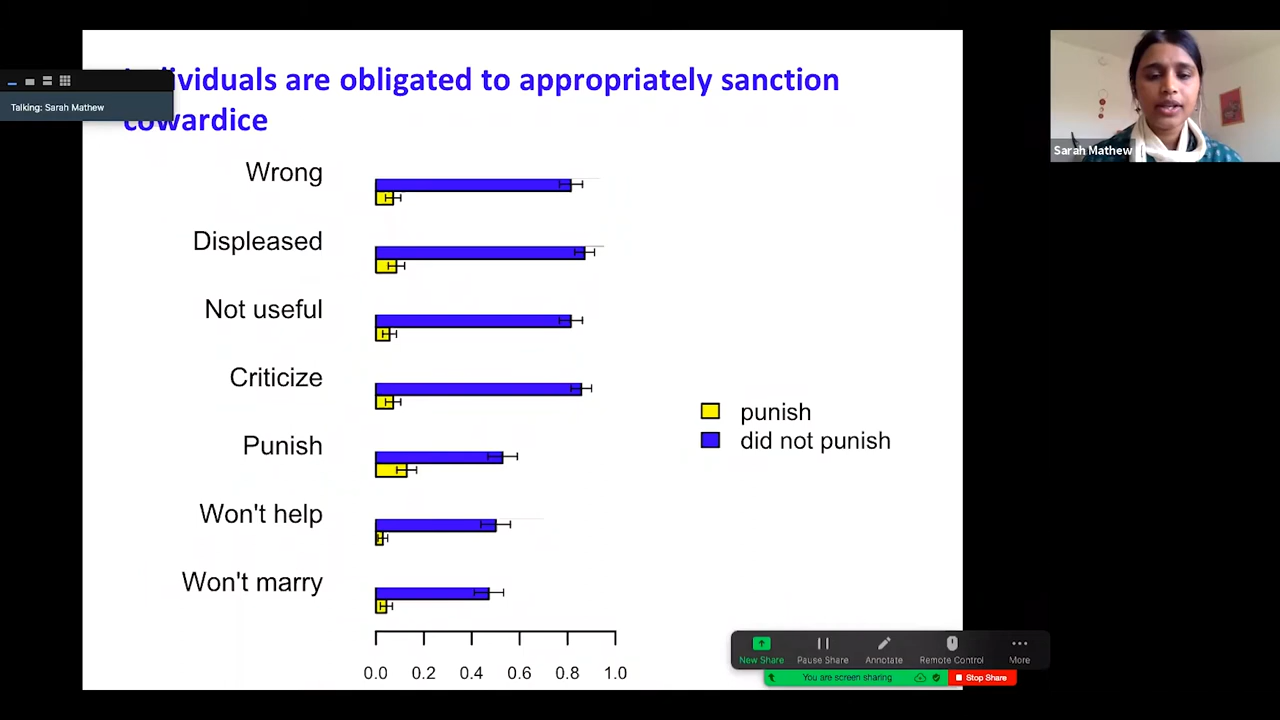 ividuals are obligated to appropriately sanction
cowardice
Talking: Sarah Mathew
Sarah Mathew
Wrong
Displeased
Not useful
Criticize
Punish
Won't help
Won't marry
punish
did not punish
0.0 0.2 0.4 0.6 0.8 1.0
New Share Pause Share Annotate Remote Control More
You are screen sharing Stop Share